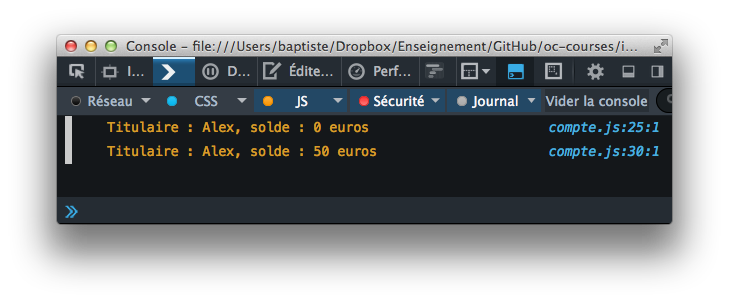 Console – file:///Users/baptiste/Dropbox/Enseignement/GitHub/oc-courses/i...
I... D... Édite... Perf...
Réseau CSS JS Sécurité Journal Vider la console
Titulaire : Alex, solde : 0 euros compte.js:25:1
Titulaire : Alex, solde : 50 euros compte.js:30:1